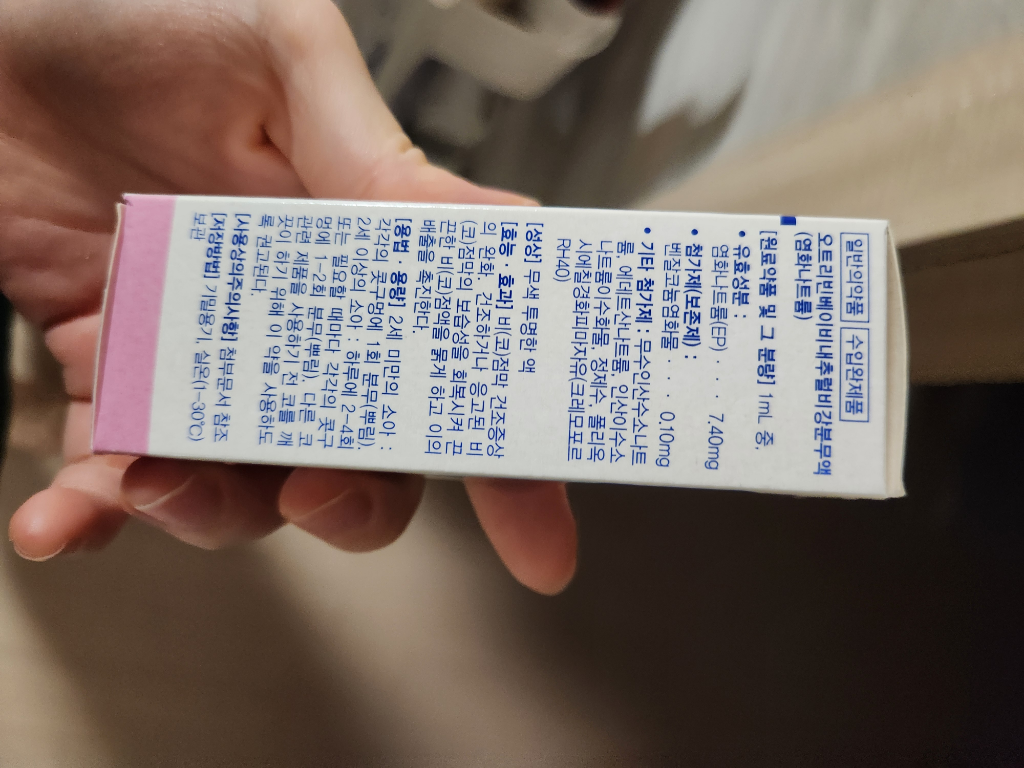 일반의약품 수입완제품
오트리빈베이비내추럴비강분무액
(염화나트륨)
[원료약품 및 그 분량] 1mL 중,
• 유효성분 :
염화나트륨(EP) · · · 7.40mg
• 첨가제(보존제) :
벤잘코늄염화물 · · · 0.10mg
• 기타 첨가제 : 무수인산수소나트
륨, 에데트산나트륨, 인산이수소
나트륨이수화물, 정제수, 폴리옥
시에칠경화피마자유(크레모포르
RH40)
[성상] 무색 투명한 액
[효능 · 효과] 비(코)점막 건조증상
의 완화, 건조하거나 응고된 비
(코)점막의 보습성을 회복시켜 끈
끈한 비(코)점액을 묽게 하고 이의
배출을 촉진한다.
[용법 · 용량] 2세 미만의 소아 :
각각의 콧구멍에 1회 분무(뿌림).
2세 이상의 소아 : 하루에 2~4회
또는 필요할 때마다 각각의 콧구
멍에 1~2회 분무(뿌림). 다른 코
관련 제품을 사용하기 전 코를 깨
끗이 하기 위해 이 약을 사용하도
록 권고된다.
[사용상의주의사항] 첨부문서 참조
[저장방법] 기밀용기, 실온(1~30℃)
보관